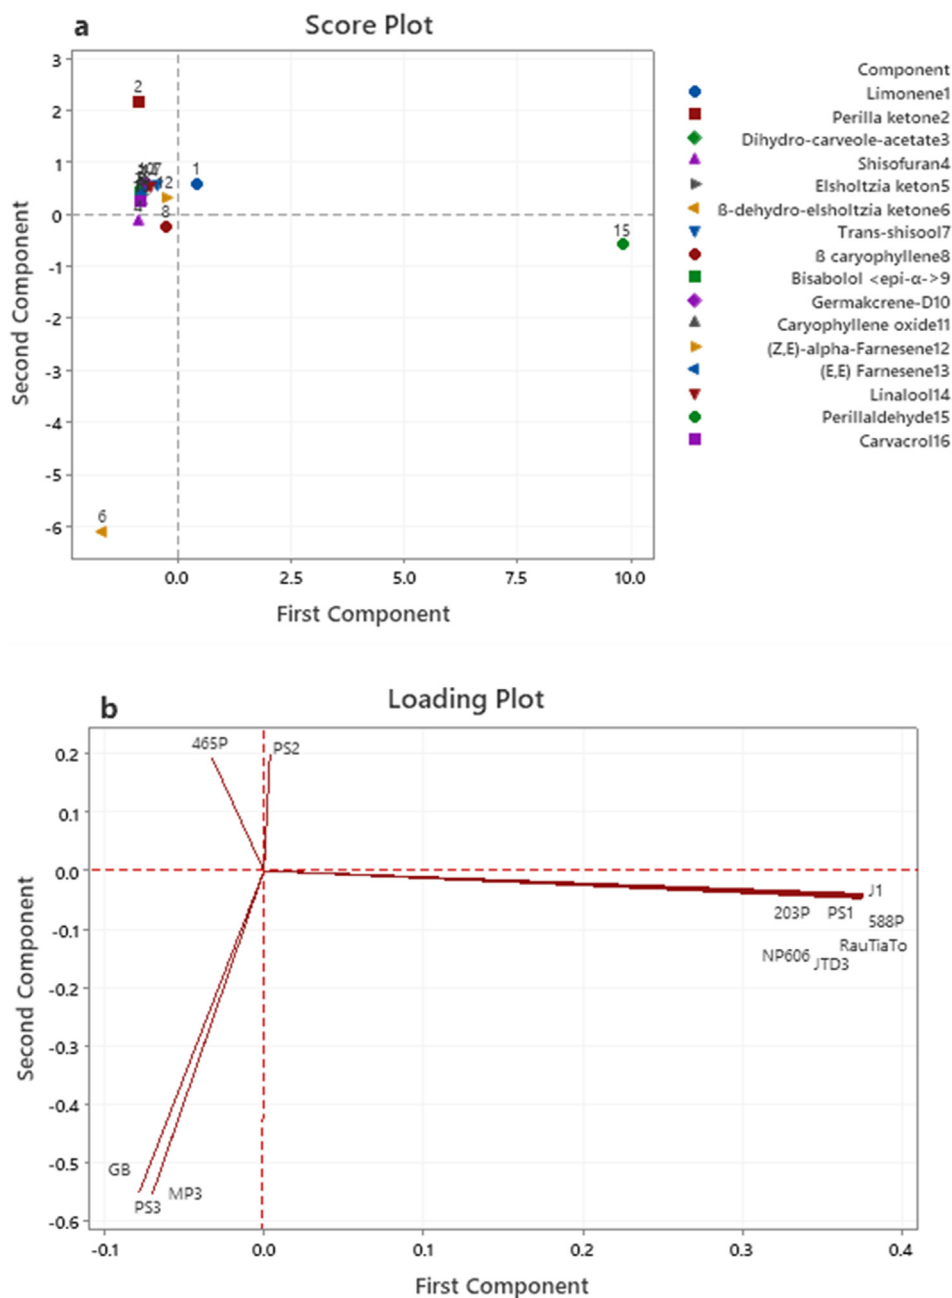 a
Score Plot
Component
Limonene1
Perilla ketone2
Dihydro-carveole-acetate3
Shisofuran4
Elsholtzia keton5
ß-dehydro-elsholtzia ketone6
Trans-shisool7
ß caryophyllene8
Bisabolol <epi-α->9
Germakcrene-D10
Caryophyllene oxide11
(Z,E)-alpha-Farnesene12
(E,E) Farnesene13
Linalool14
Perillaldehyde15
Carvacrol16
Second Component
3
2
1
0
-1
-2
-3
-4
-5
-6
2
1
12
8
15
6
0.0 2.5 5.0 7.5 10.0
First Component
b
Loading Plot
Second Component
0.2
0.1
0.0
-0.1
-0.2
-0.3
-0.4
-0.5
-0.6
465P
PS2
J1
203P PS1
588P
RauTiaTo
NP606
JTD3
GB
MP3
PS3
-0.1 0.0 0.1 0.2 0.3 0.4
First Component